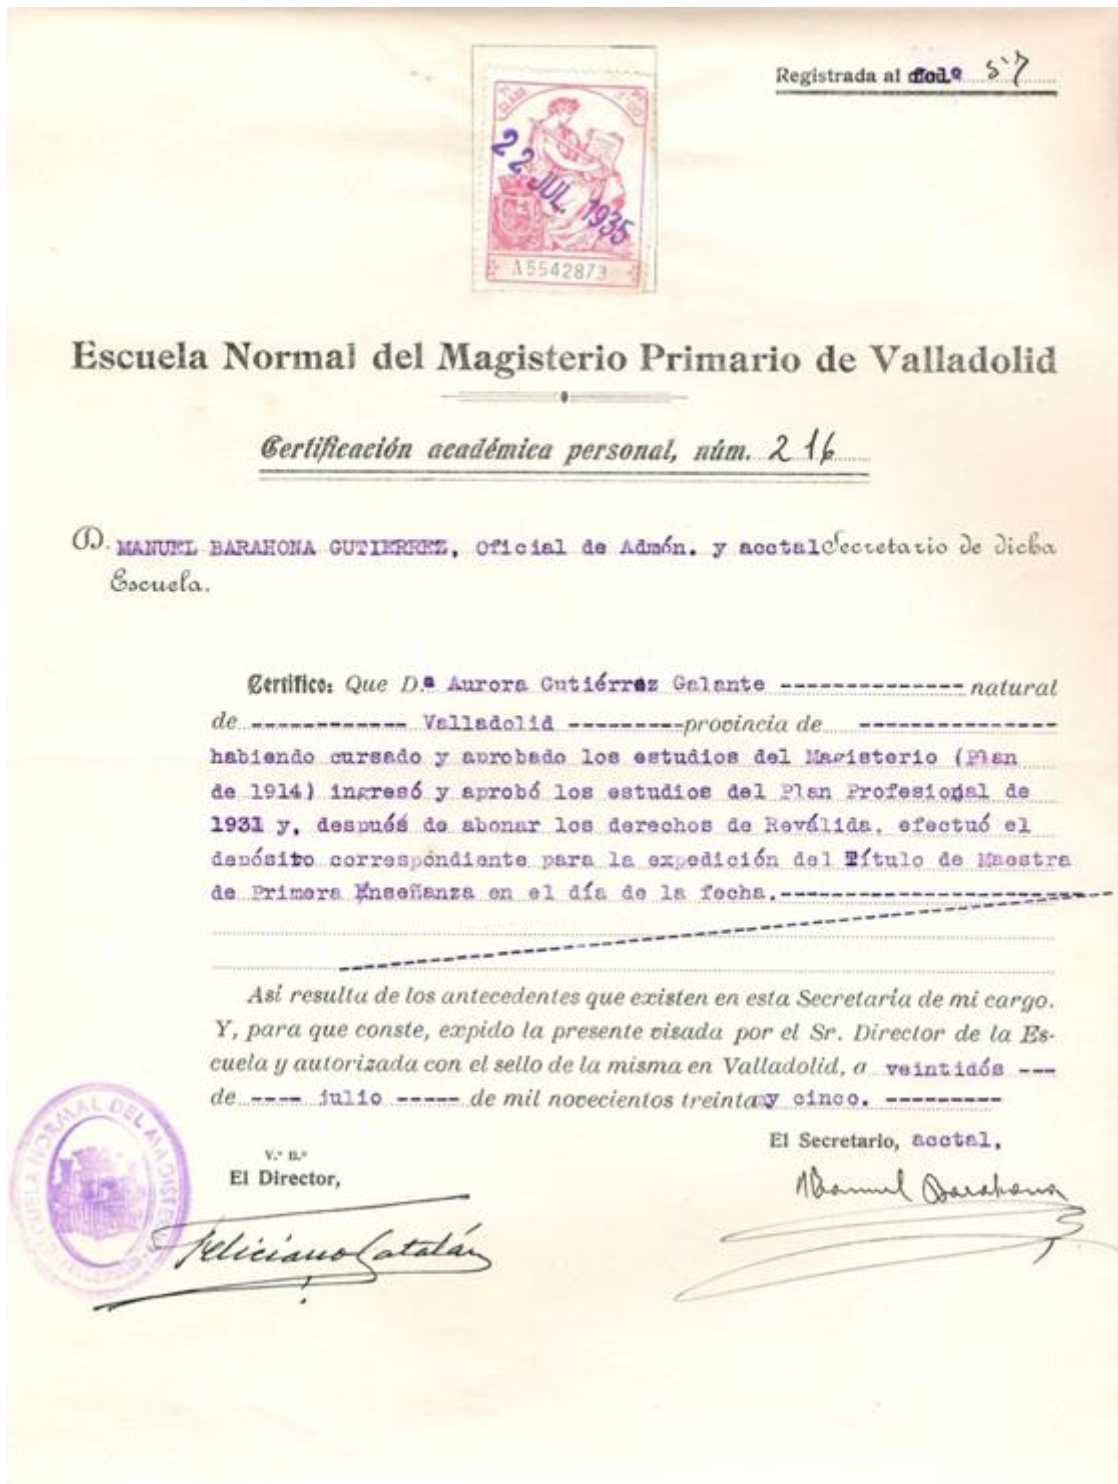 Registrada al fol.º 57
22 JUL. 1935
A5542873
Escuela Normal del Magisterio Primario de Valladolid
Certificación académica personal, núm. 216
D. MANUEL BARAHONA GUTIERREZ, Oficial de Admón. y acctal Secretario de dicha
Escuela.
Certifico: Que D.ª Aurora Gutiérrez Galante -------------- natural
de ------------ Valladolid ---------provincia de ---------------
habiendo cursado y aprobado los estudios del Magisterio (Plan
de 1914) ingresó y aprobó los estudios del Plan Profesional de
1931 y, después de abonar los derechos de Reválida, efectuó el
depósito correspondiente para la expedición del Título de Maestra
de Primera Enseñanza en el día de la fecha.-------------------------
Así resulta de los antecedentes que existen en esta Secretaría de mi cargo.
Y, para que conste, expido la presente visada por el Sr. Director de la Es-
cuela y autorizada con el sello de la misma en Valladolid, a veintidós ---
de ---- julio ----- de mil novecientos treinta y cinco. ---------
El Secretario, acctal,
V.º B.º
El Director,
Manuel Barahona
Feliciano Catalán
ESCUELA NORMAL DEL MAGISTERIO